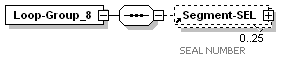 Loop-Group_8
Segment-SEL
0..25
SEAL NUMBER